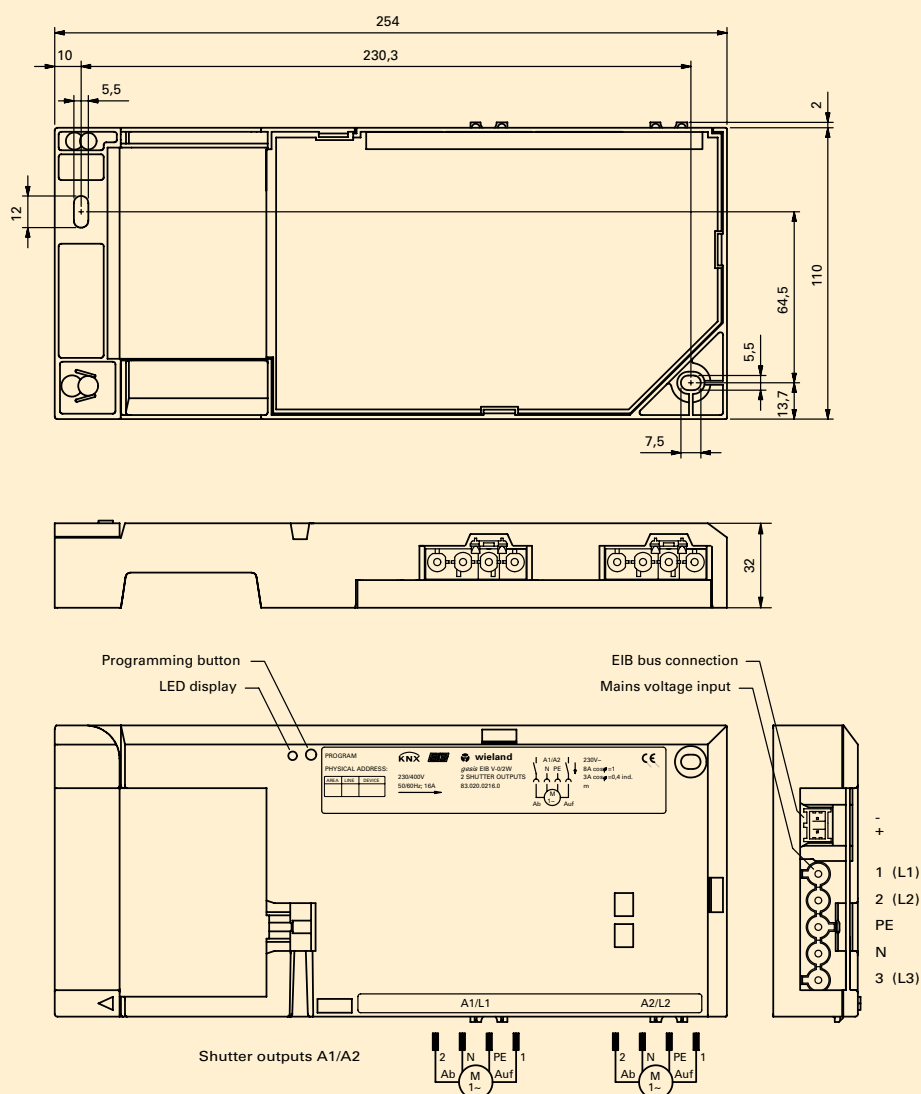 254
10
230,3
5,5
2
12
64,5
110
5,5
13,7
7,5
32
Programming button
LED display
EIB bus connection
Mains voltage input
PROGRAM
PHYSICAL ADDRESS:
AREA LINE DEVICE
KNX
230/400V
50/60Hz; 16A
wieland
gesis EIB V-0/2W
2 SHUTTER OUTPUTS
83.020.0216.0
A1/A2
N PE
M
1~
Ab
Auf
230V~
8A cosφ=1
3A cosφ=0,4 ind.
m
CE
-
+
1 (L1)
2 (L2)
PE
N
3 (L3)
A1/L1
A2/L2
Shutter outputs A1/A2
2 N PE 1
Ab M Auf
1~
2 N PE 1
Ab M Auf
1~